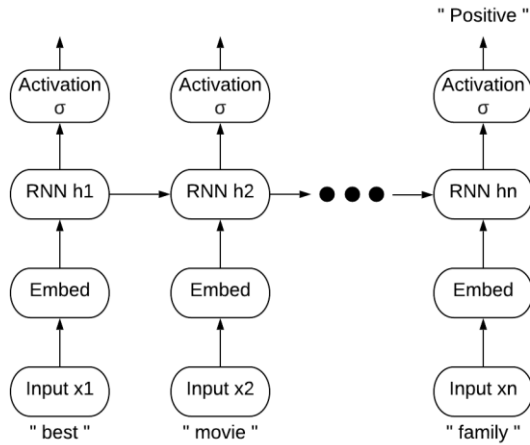 " Positive "
Activation σ
Activation σ
Activation σ
RNN h1
RNN h2
RNN hn
Embed
Embed
Embed
Input x1
Input x2
Input xn
" best "
" movie "
" family "